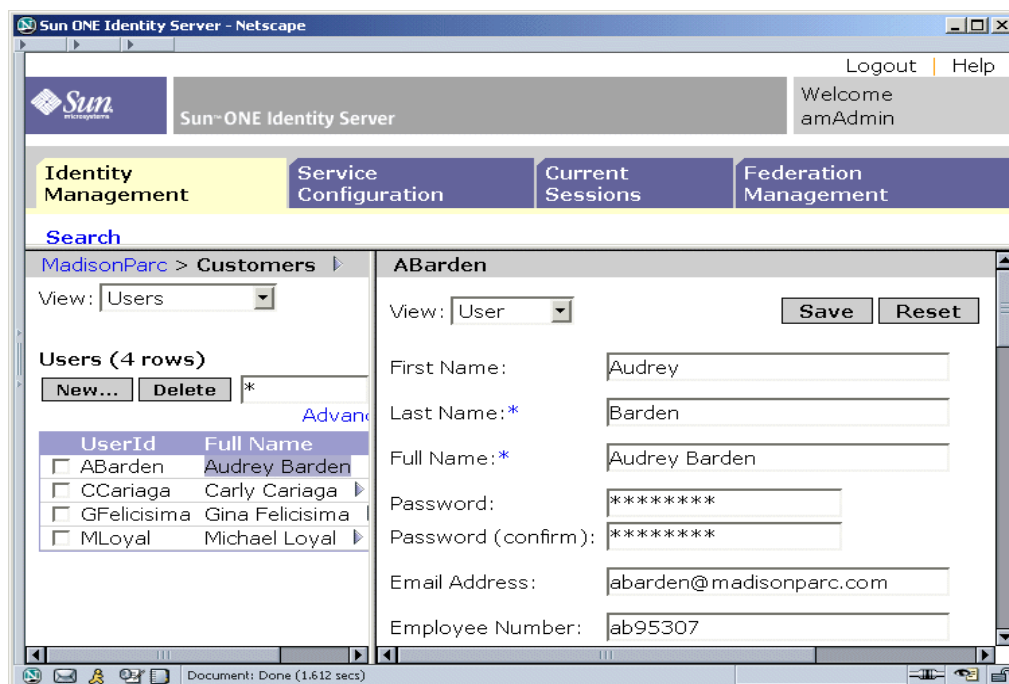 Sun ONE Identity Server - Netscape
Logout | Help
Sun
microsystems
Sun™ ONE Identity Server
Welcome
amAdmin
Identity
Management
Service
Configuration
Current
Sessions
Federation
Management
Search
MadisonParc > Customers
View: Users
Users (4 rows)
New... Delete *
Advan
UserId Full Name
ABarden Audrey Barden
CCariaga Carly Cariaga
GFelicisima Gina Felicisima
MLoyal Michael Loyal
ABarden
View: User Save Reset
First Name: Audrey
Last Name:* Barden
Full Name:* Audrey Barden
Password: ********
Password (confirm): ********
Email Address: abarden@madisonparc.com
Employee Number: ab95307
Document: Done (1.612 secs)